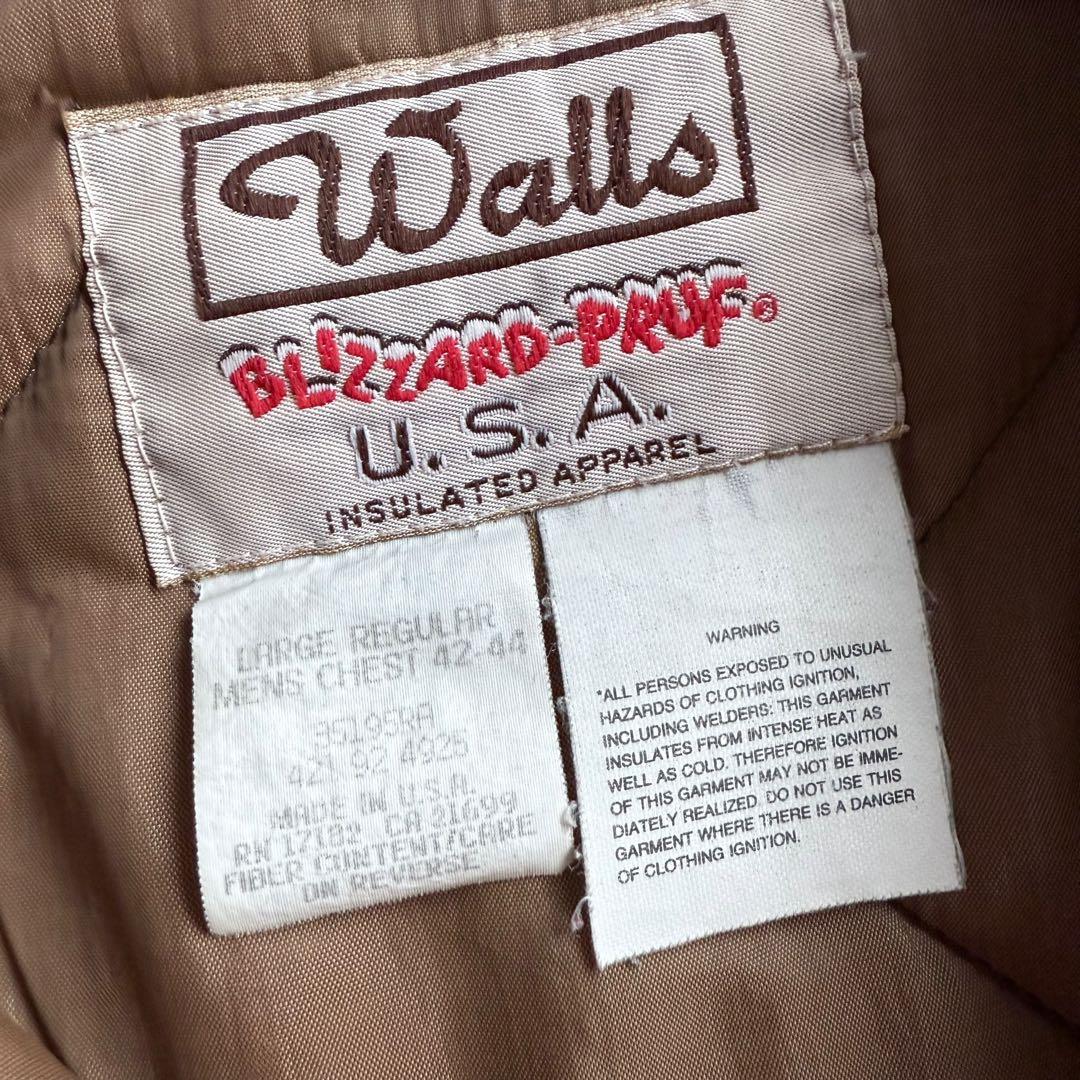 Walls
BLIZZARD-PRUF®
U.S.A.
INSULATED APPAREL
LARGE REGULAR
MENS CHEST 42-44
35195RA
92 4925
MADE IN U.S.A.
CA 21699
FIBER CONTENT/CARE
ON REVERSE
WARNING
*ALL PERSONS EXPOSED TO UNUSUAL
HAZARDS OF CLOTHING IGNITION,
INCLUDING WELDERS: THIS GARMENT
INSULATES FROM INTENSE HEAT AS
WELL AS COLD. THEREFORE IGNITION
OF THIS GARMENT MAY NOT BE IMME-
DIATELY REALIZED. DO NOT USE THIS
GARMENT WHERE THERE IS A DANGER
OF CLOTHING IGNITION.